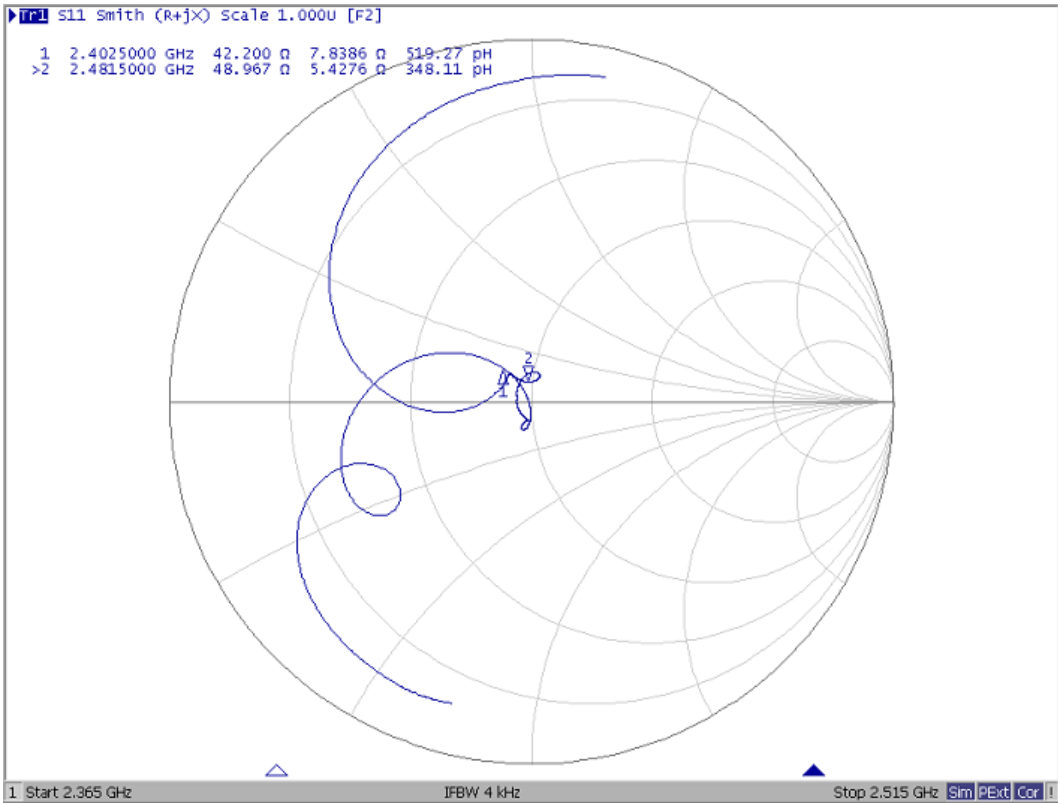 Tr1 S11 Smith (R+jX) Scale 1.000U [F2]
1 2.4025000 GHz 42.200 Ω 7.8386 Ω 519.27 pH
>2 2.4815000 GHz 48.967 Ω 5.4276 Ω 348.11 pH
2
1
1 Start 2.365 GHz IFBW 4 kHz Stop 2.515 GHz Sim PExt Cor !